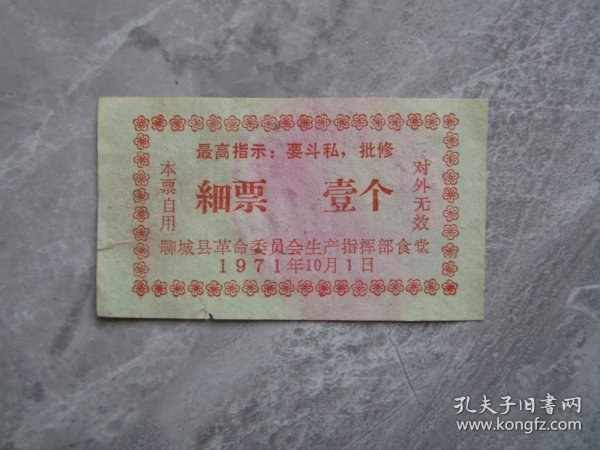 最高指示：要斗私，批修
本票自用
細票 壹个
对外无效
聊城县革命委员会生产指挥部食堂
1971年10月1日
孔夫子旧书网
www.kongfz.com